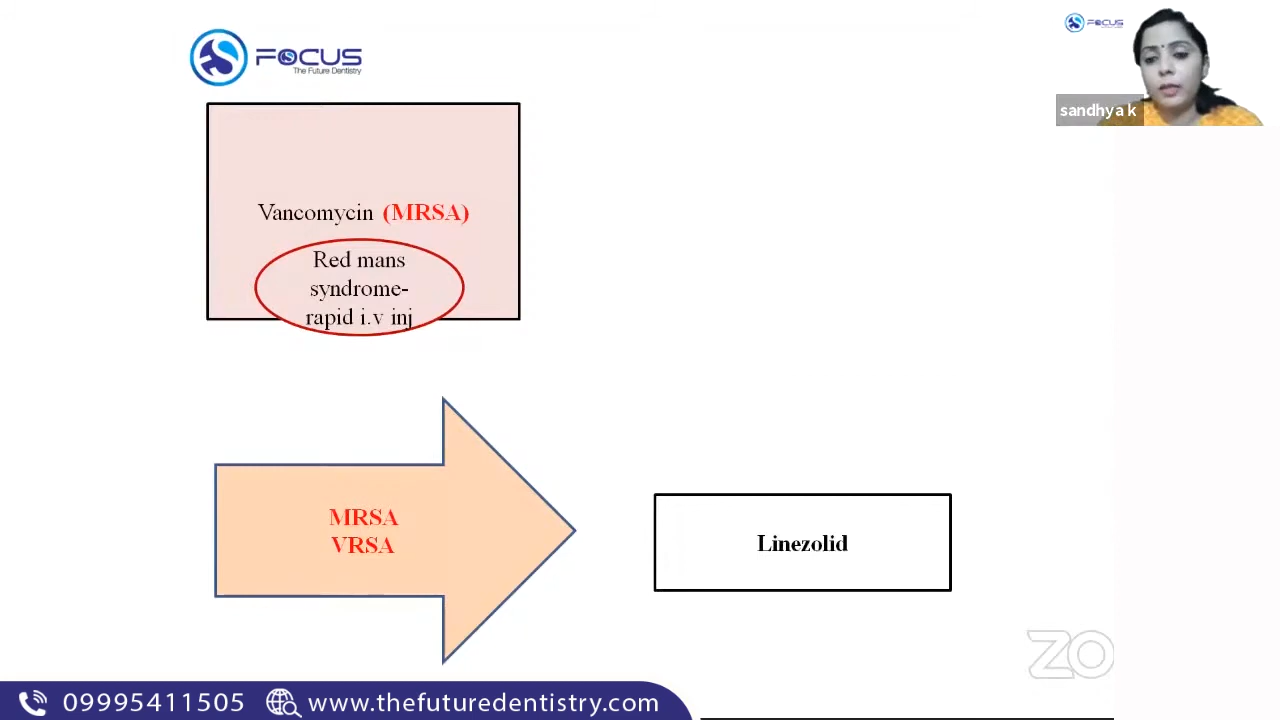 FOCUS
The Future Dentistry
FOCUS
sandhya k
Vancomycin (MRSA)
Red mans
syndrome-
rapid i.v inj
MRSA
VRSA
Linezolid
ZO
09995411505 www.thefuturedentistry.com